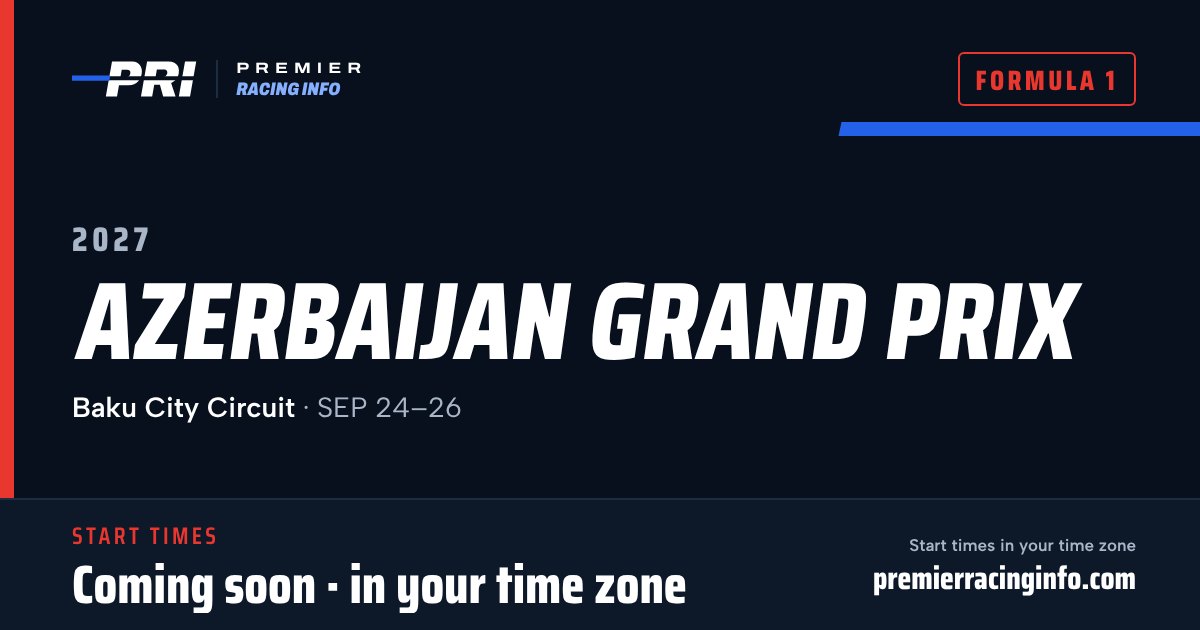 PRI
PREMIER
RACING INFO
FORMULA 1
2027
AZERBAIJAN GRAND PRIX
Baku City Circuit · SEP 24–26
START TIMES
Coming soon · in your time zone
Start times in your time zone
premierracinginfo.com